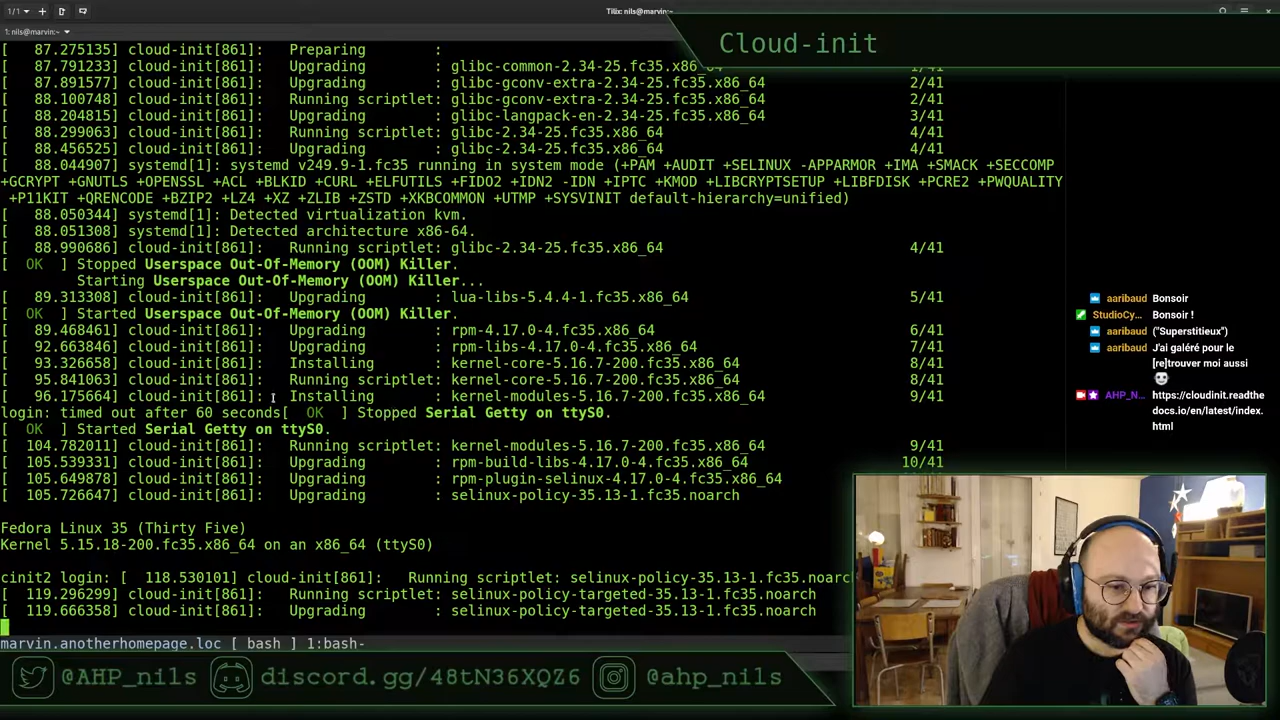 1/1
Tilix: nils@marvin:~
1: nils@marvin:~
Cloud-init
[   87.275135] cloud-init[861]:   Preparing        :
[   87.791233] cloud-init[861]:   Upgrading        : glibc-common-2.34-25.fc35.x86_64                1/41
[   87.891577] cloud-init[861]:   Upgrading        : glibc-gconv-extra-2.34-25.fc35.x86_64           2/41
[   88.100748] cloud-init[861]:   Running scriptlet: glibc-gconv-extra-2.34-25.fc35.x86_64           2/41
[   88.204815] cloud-init[861]:   Upgrading        : glibc-langpack-en-2.34-25.fc35.x86_64           3/41
[   88.299063] cloud-init[861]:   Running scriptlet: glibc-2.34-25.fc35.x86_64                       4/41
[   88.456525] cloud-init[861]:   Upgrading        : glibc-2.34-25.fc35.x86_64                       4/41
[   88.044907] systemd[1]: systemd v249.9-1.fc35 running in system mode (+PAM +AUDIT +SELINUX -APPARMOR +IMA +SMACK +SECCOMP
+GCRYPT +GNUTLS +OPENSSL +ACL +BLKID +CURL +ELFUTILS +FIDO2 +IDN2 -IDN +IPTC +KMOD +LIBCRYPTSETUP +LIBFDISK +PCRE2 +PWQUALITY
+P11KIT +QRENCODE +BZIP2 +LZ4 +XZ +ZLIB +ZSTD +XKBCOMMON +UTMP +SYSVINIT default-hierarchy=unified)
[   88.050344] systemd[1]: Detected virtualization kvm.
[   88.051308] systemd[1]: Detected architecture x86-64.
[   88.990686] cloud-init[861]:   Running scriptlet: glibc-2.34-25.fc35.x86_64                       4/41
[  OK  ] Stopped Userspace Out-Of-Memory (OOM) Killer.
Starting Userspace Out-Of-Memory (OOM) Killer...
[   89.313308] cloud-init[861]:   Upgrading        : lua-libs-5.4.4-1.fc35.x86_64                    5/41
[  OK  ] Started Userspace Out-Of-Memory (OOM) Killer.
[   89.468461] cloud-init[861]:   Upgrading        : rpm-4.17.0-4.fc35.x86_64                        6/41
[   92.663846] cloud-init[861]:   Upgrading        : rpm-libs-4.17.0-4.fc35.x86_64                   7/41
[   93.326658] cloud-init[861]:   Installing       : kernel-core-5.16.7-200.fc35.x86_64              8/41
[   95.841063] cloud-init[861]:   Running scriptlet: kernel-core-5.16.7-200.fc35.x86_64              8/41
[   96.175664] cloud-init[861]:   Installing       : kernel-modules-5.16.7-200.fc35.x86_64           9/41
login: timed out after 60 seconds[  OK  ] Stopped Serial Getty on ttyS0.
[  OK  ] Started Serial Getty on ttyS0.
[  104.782011] cloud-init[861]:   Running scriptlet: kernel-modules-5.16.7-200.fc35.x86_64           9/41
[  105.539331] cloud-init[861]:   Upgrading        : rpm-build-libs-4.17.0-4.fc35.x86_64            10/41
[  105.649878] cloud-init[861]:   Upgrading        : rpm-plugin-selinux-4.17.0-4.fc35.x86_64
[  105.726647] cloud-init[861]:   Upgrading        : selinux-policy-35.13-1.fc35.noarch
Fedora Linux 35 (Thirty Five)
Kernel 5.15.18-200.fc35.x86_64 on an x86_64 (ttyS0)
cinit2 login: [  118.530101] cloud-init[861]:   Running scriptlet: selinux-policy-35.13-1.fc35.noarch
[  119.296299] cloud-init[861]:   Running scriptlet: selinux-policy-targeted-35.13-1.fc35.noarch
[  119.666358] cloud-init[861]:   Upgrading        : selinux-policy-targeted-35.13-1.fc35.noarch
marvin.anotherhomepage.loc [ bash ] 1:bash-
aaribaud Bonsoir
StudioCy... Bonsoir !
aaribaud ("Superstitieux")
aaribaud J'ai galéré pour le
[re]trouver moi aussi
AHP_N... https://cloudinit.readthe
docs.io/en/latest/index.
html
@AHP_nils discord.gg/48tN36XQZ6 @ahp_nils